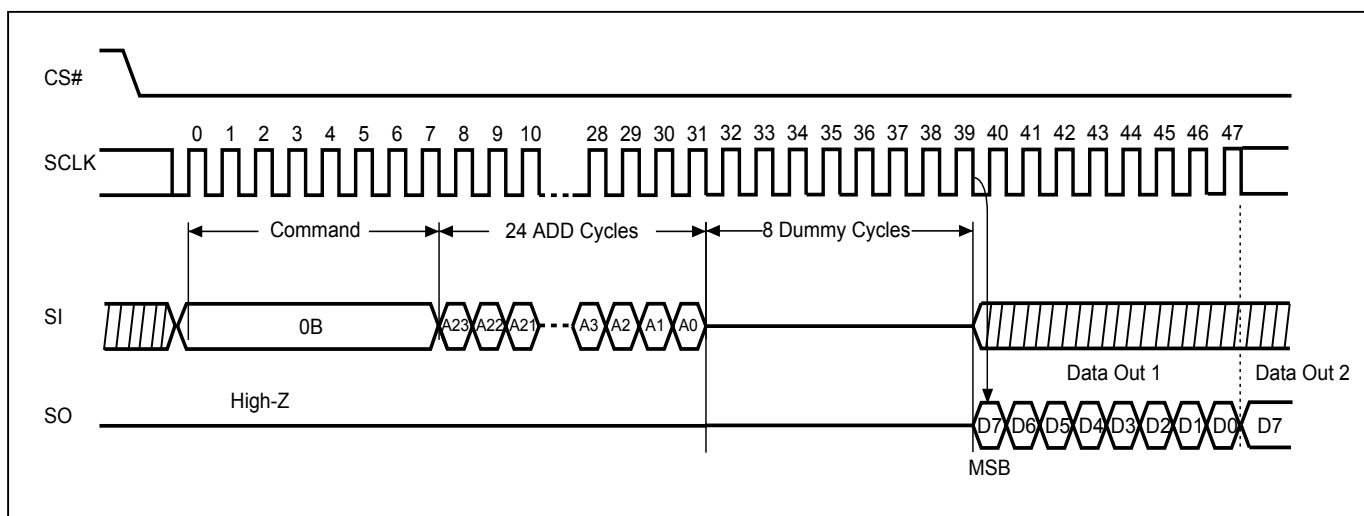 CS#
0 1 2 3 4 5 6 7 8 9 10 28 29 30 31 32 33 34 35 36 37 38 39 40 41 42 43 44 45 46 47
SCLK
Command 24 ADD Cycles 8 Dummy Cycles
SI 0B A23 A22 A21 A3 A2 A1 A0
Data Out 1 Data Out 2
High-Z
SO D7 D6 D5 D4 D3 D2 D1 D0 D7
MSB